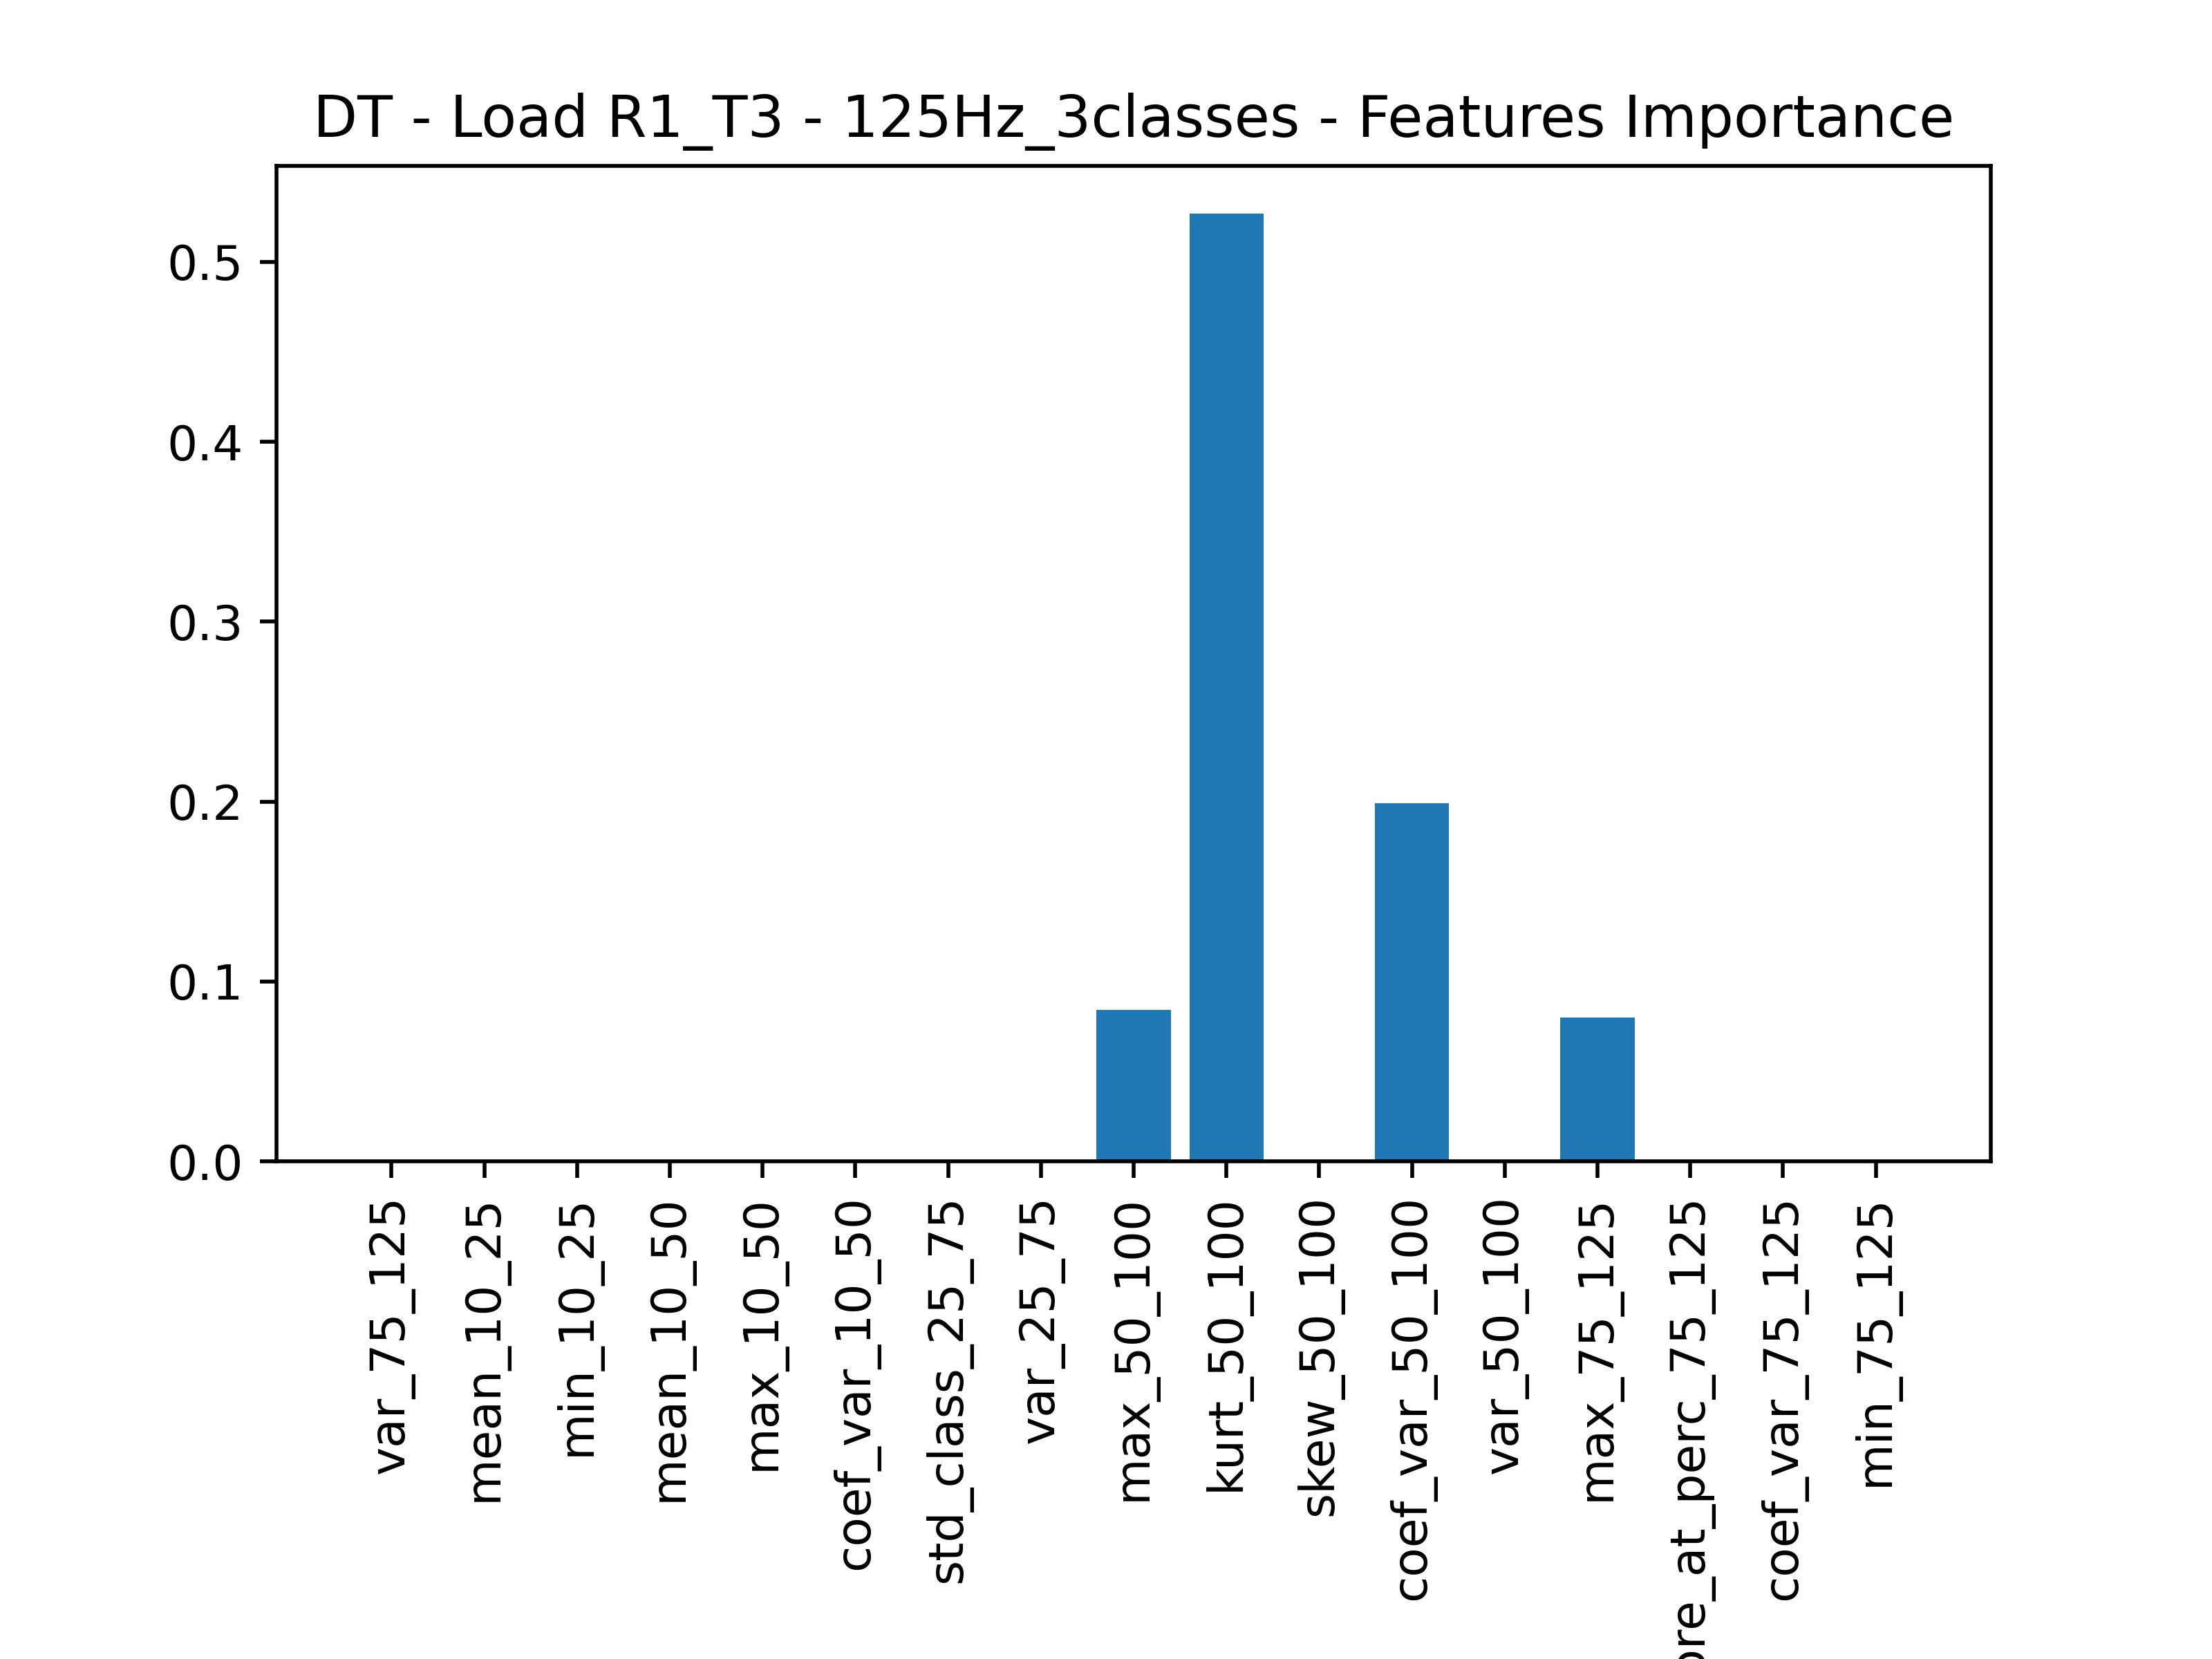 DT - Load R1_T3 - 125Hz_3classes - Features Importance
0.5
0.4
0.3
0.2
0.1
0.0
var_75_125
mean_10_25
min_10_25
mean_10_50
max_10_50
coef_var_10_50
std_class_25_75
var_25_75
max_50_100
kurt_50_100
skew_50_100
coef_var_50_100
var_50_100
max_75_125
ore_at_perc_75_125
coef_var_75_125
min_75_125